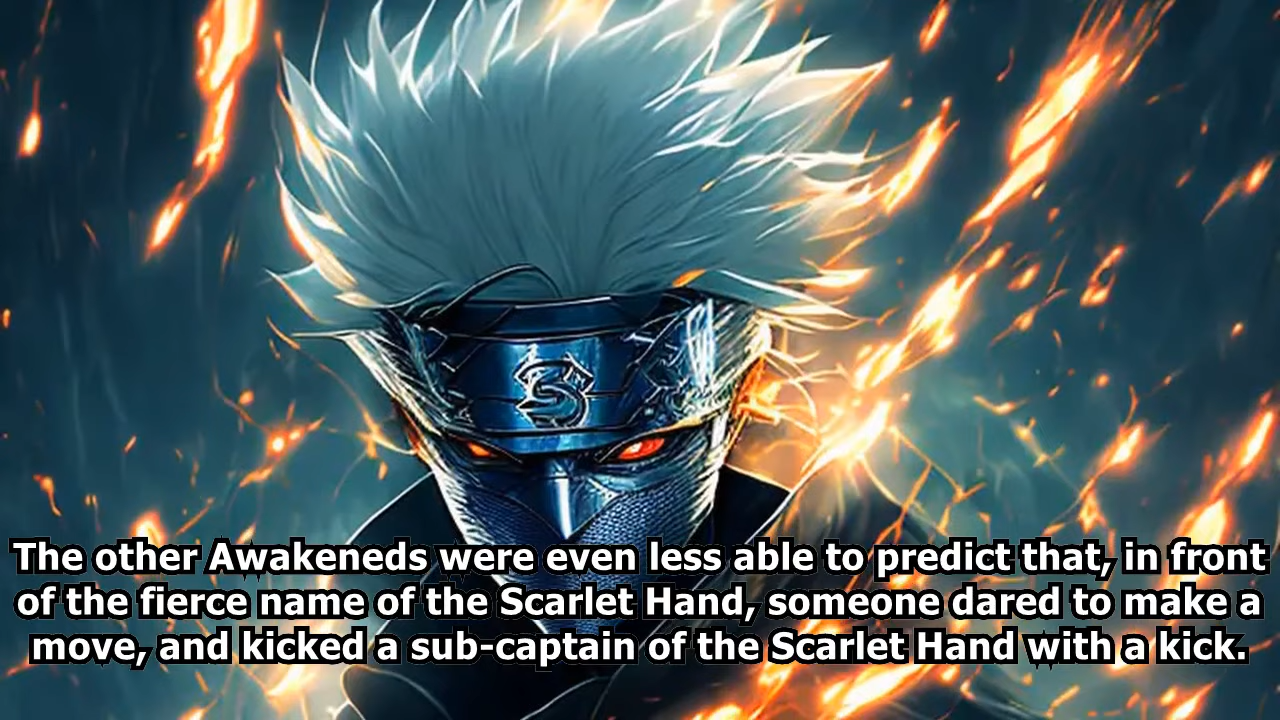 The other Awakeneds were even less able to predict that, in front
of the fierce name of the Scarlet Hand, someone dared to make a
move, and kicked a sub-captain of the Scarlet Hand with a kick.